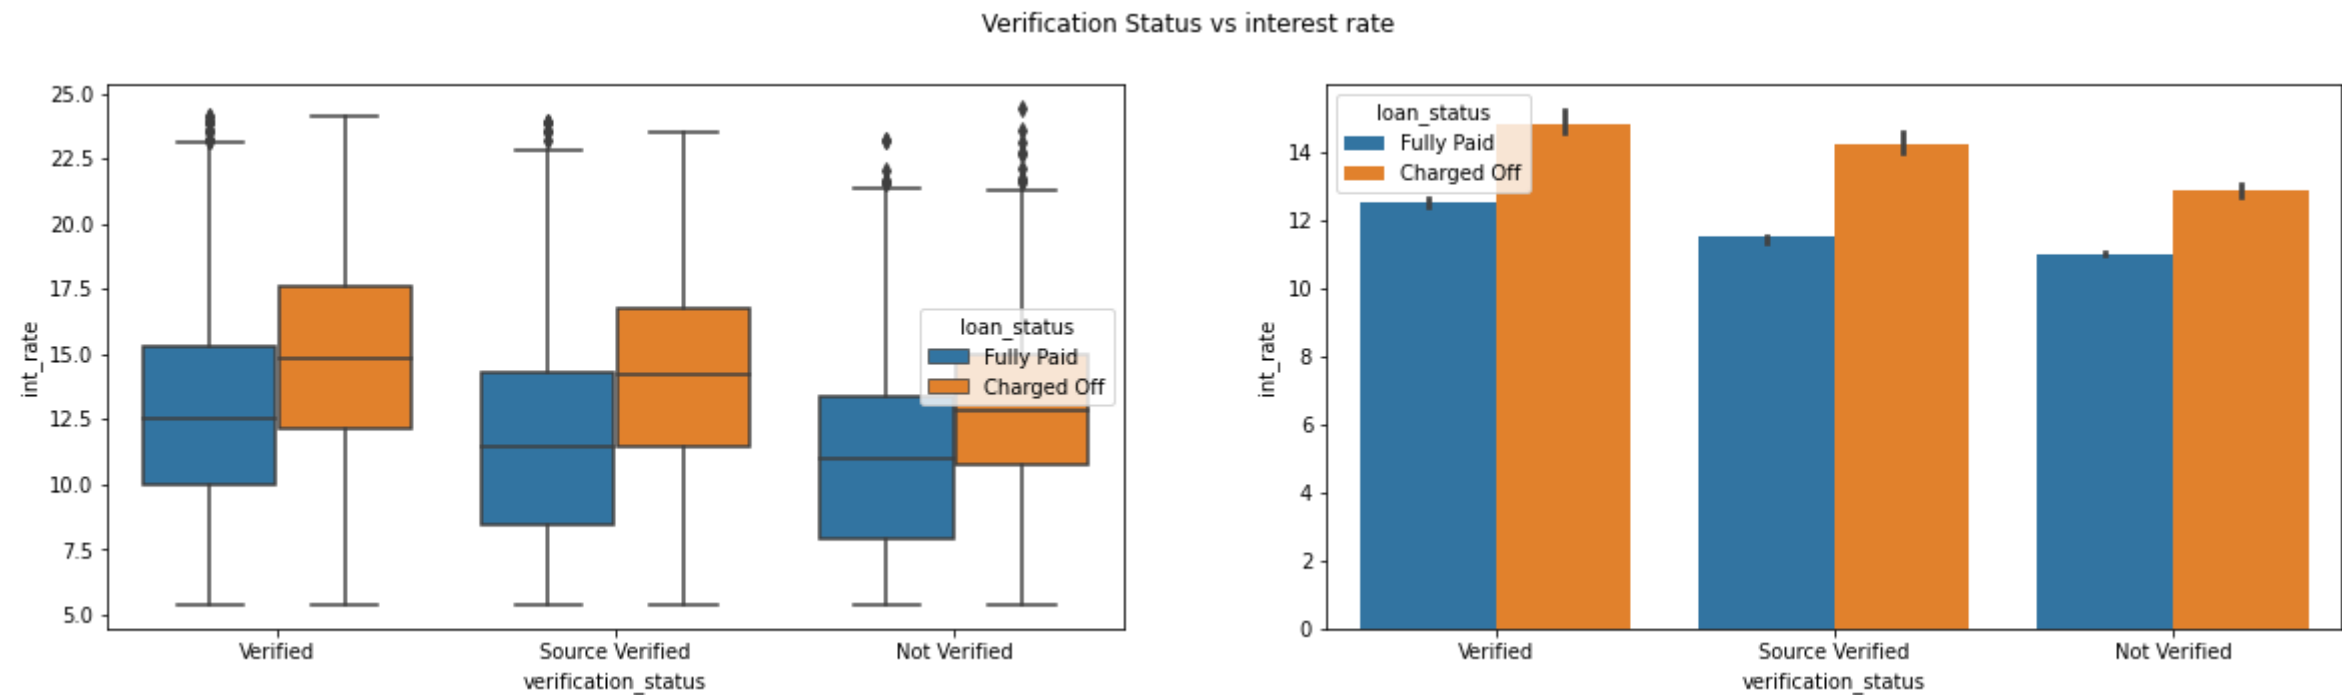 Verification Status vs interest rate
25.0
22.5
20.0
17.5
15.0
12.5
10.0
7.5
5.0
int_rate
loan_status
Fully Paid
Charged Off
Verified
Source Verified
Not Verified
verification_status
14
12
10
8
6
4
2
0
int_rate
loan_status
Fully Paid
Charged Off
Verified
Source Verified
Not Verified
verification_status